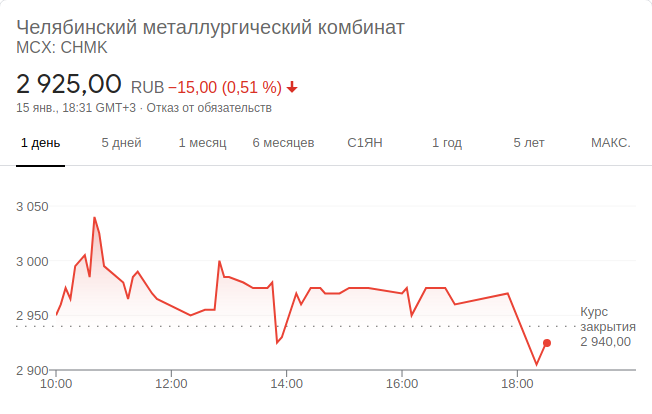 Челябинский металлургический комбинат
MCX: CHMK
2 925,00 RUB −15,00 (0,51 %)
15 янв., 18:31 GMT+3 · Отказ от обязательств
1 день 5 дней 1 месяц 6 месяцев С1ЯН 1 год 5 лет МАКС.
3 050
3 000
2 950
Курс
закрытия
2 940,00
2 900
10:00 12:00 14:00 16:00 18:00